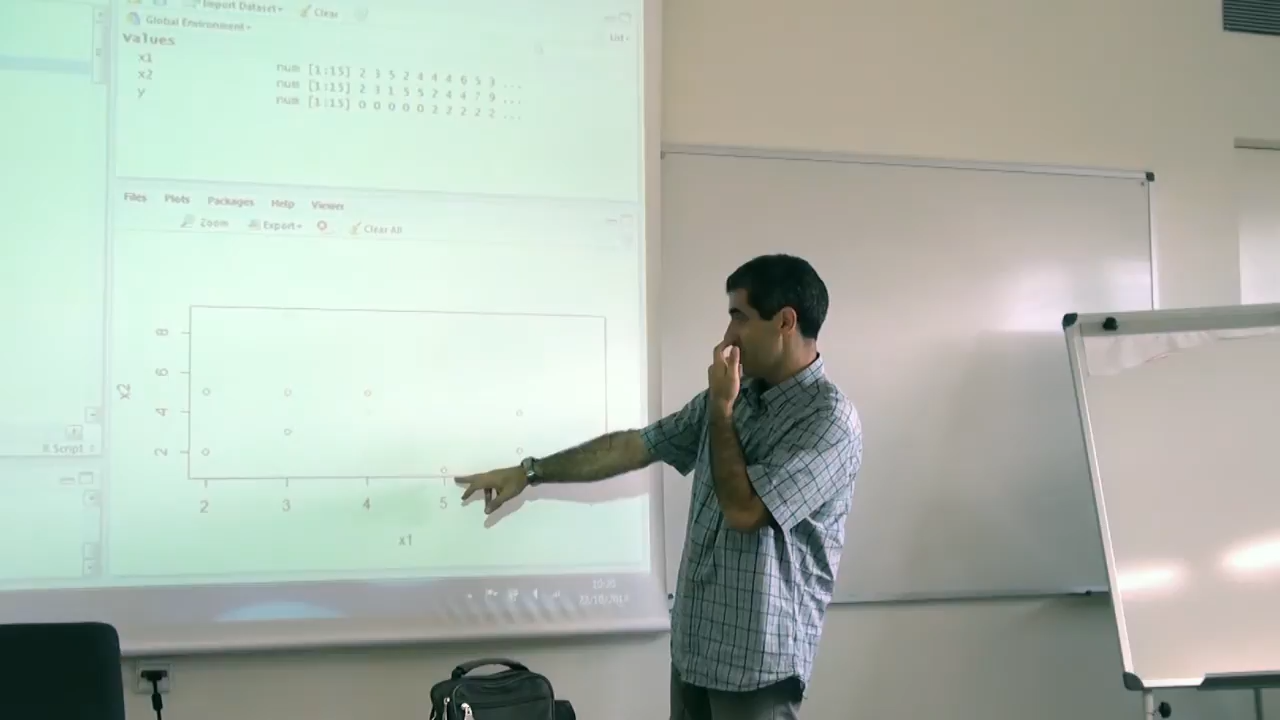 Import Dataset Clear
Global Environment
List
Values
x1 num [1:15] 2 3 5 2 4 4 4 6 5 3 ...
x2 num [1:15] 2 3 1 5 5 2 4 4 7 9 ...
y num [1:15] 0 0 0 0 0 2 2 2 2 2 ...
Files Plots Packages Help Viewer
Zoom Export Clear All
8
6
x2
4
R Script
2
2 3 4 5
x1